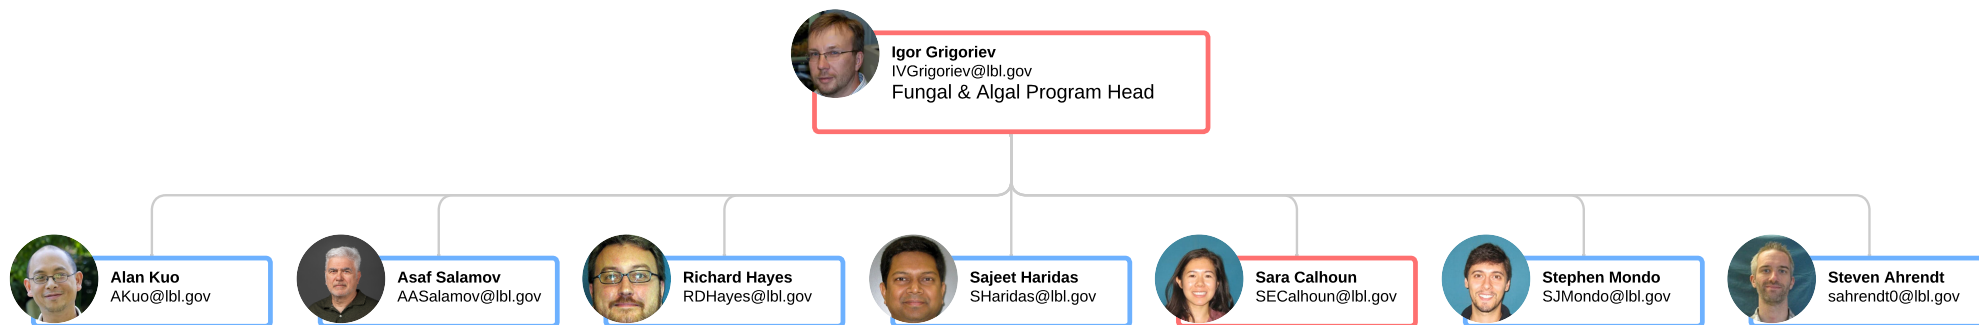 Igor Grigoriev
IVGrigoriev@lbl.gov
Fungal & Algal Program Head
Alan Kuo
AKuo@lbl.gov
Asaf Salamov
AASalamov@lbl.gov
Richard Hayes
RDHayes@lbl.gov
Sajeet Haridas
SHaridas@lbl.gov
Sara Calhoun
SECalhoun@lbl.gov
Stephen Mondo
SJMondo@lbl.gov
Steven Ahrendt
sahrendt0@lbl.gov